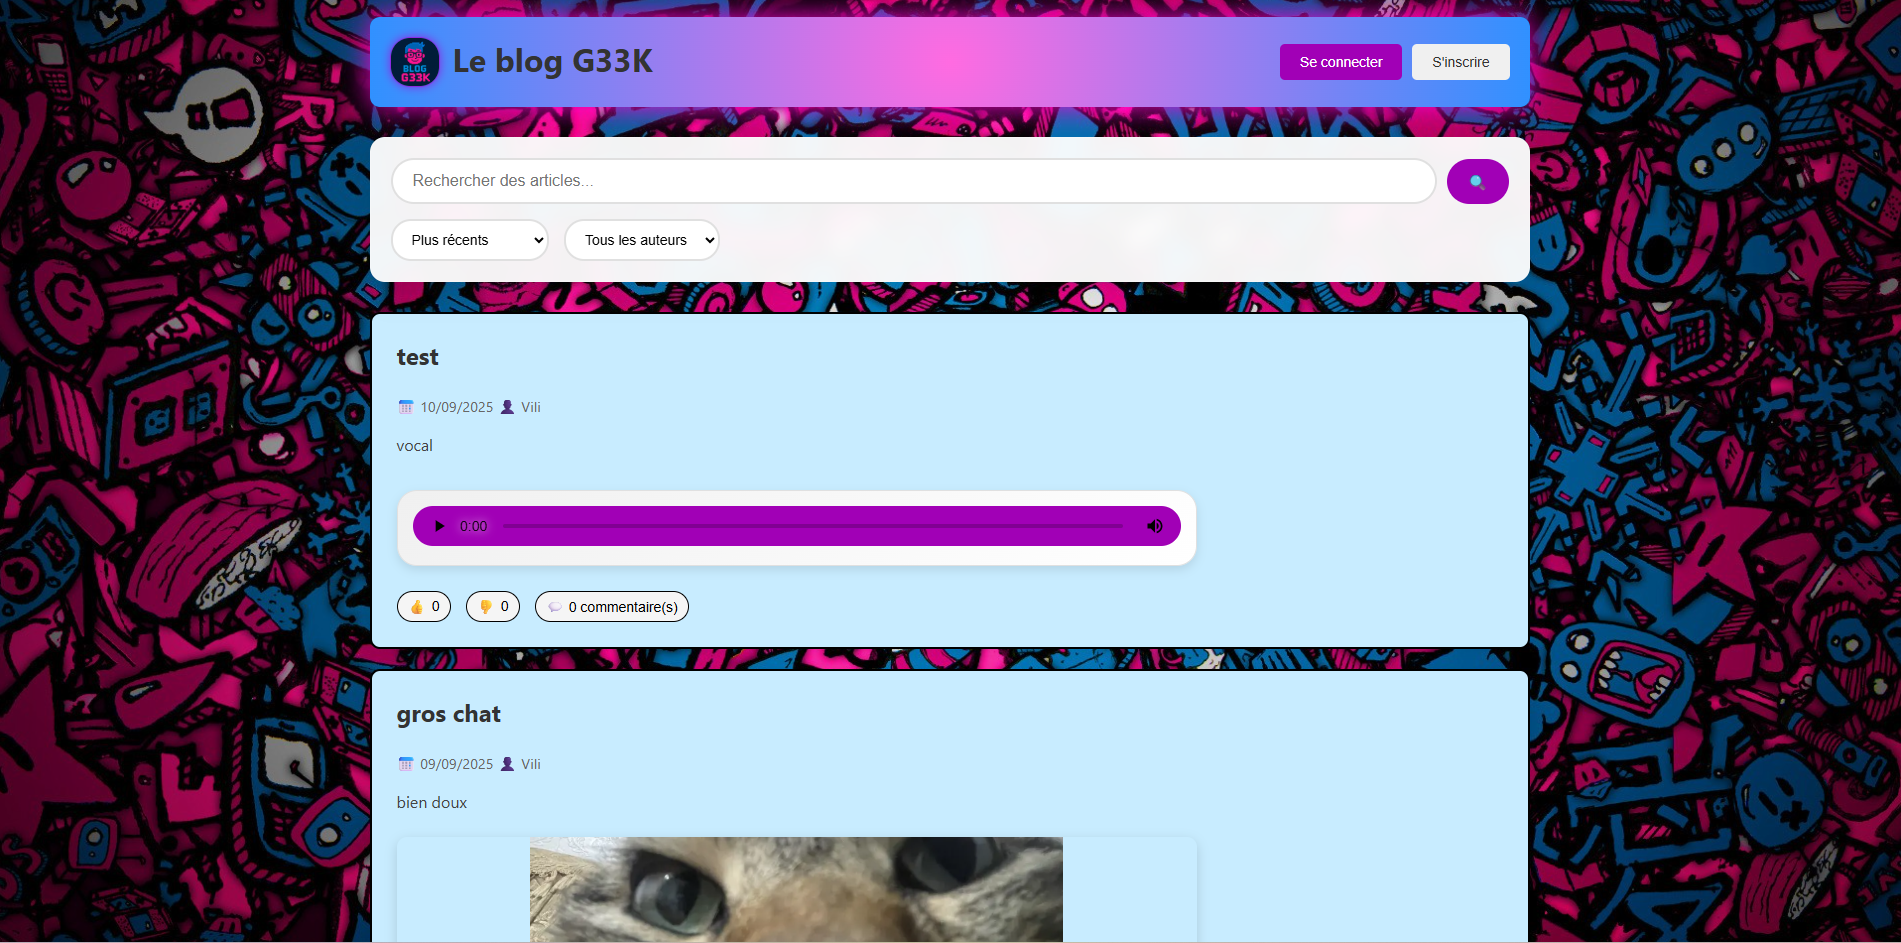 BLOG
G33K
Le blog G33K
Se connecter
S'inscrire
Rechercher des articles...
Plus récents
Tous les auteurs
test
10/09/2025 Vili
vocal
0:00
0
0
0 commentaire(s)
gros chat
09/09/2025 Vili
bien doux